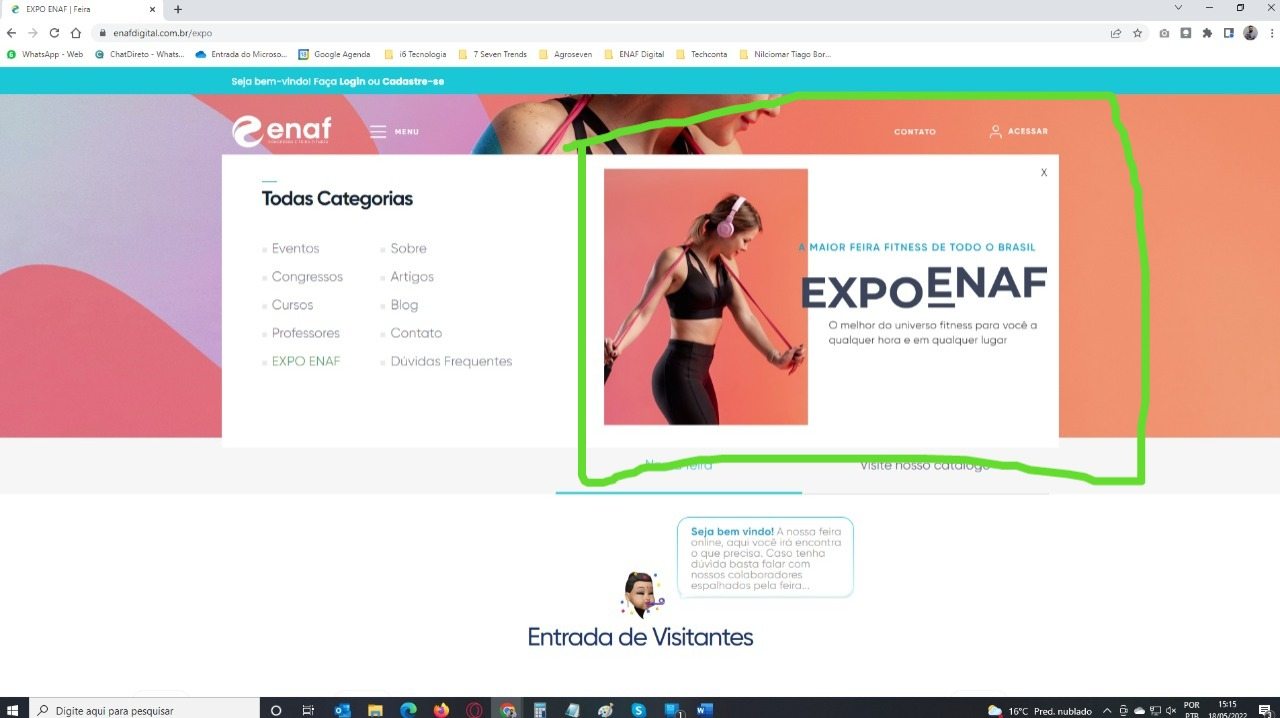 EXPO ENAF | Feira
enafdigital.com.br/expo
WhatsApp - Web
ChatDireto - Whats...
Entrada do Microso...
Google Agenda
i6 Tecnologia
7 Seven Trends
Agroseven
ENAF Digital
Techconta
Nilciomar Tiago Bor...
Seja bem-vindo! Faça Login ou Cadastre-se
enaf
MENU
CONTATO
ACESSAR
X
Todas Categorias
Eventos
Congressos
Cursos
Professores
EXPO ENAF
Sobre
Artigos
Blog
Contato
Dúvidas Frequentes
A MAIOR FEIRA FITNESS DE TODO O BRASIL
EXPOENAF
O melhor do universo fitness para você a
qualquer hora e em qualquer lugar
feira
Visite nosso catálogo
Seja bem vindo! A nossa feira
online, aqui você irá encontra
o que precisa. Caso tenha
dúvida basta falar com
nossos colaboradores
espalhados pela feira...
Entrada de Visitantes
Digite aqui para pesquisar
16°C Pred. nublado
POR
PTB
15:15
18/05/2022